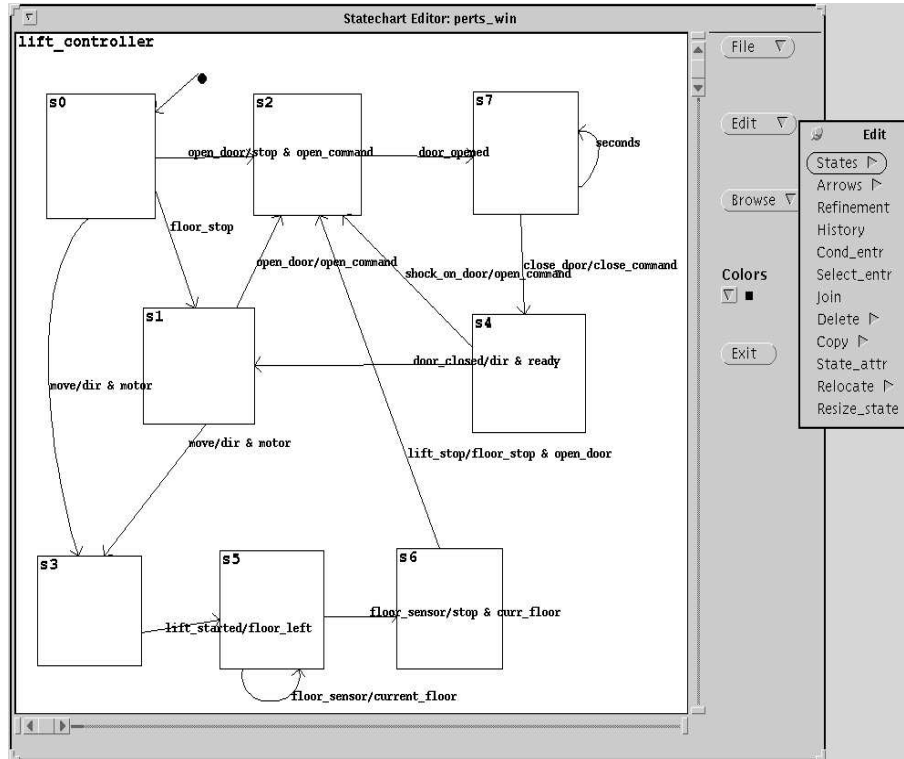 Statechart Editor: perts_win
lift_controller
File
s0
s2
s7
Edit
Edit
open_door/stop & open_command
door_opened
seconds
States
Arrows
Refinement
Browse
floor_stop
History
Cond_entr
open_door/open_command
shock_on_door/open_command
close_door/close_command
Colors
Select_entr
Join
s1
s4
Delete
Copy
Exit
door_closed/dir & ready
State_attr
move/dir & motor
Relocate
Resize_state
move/dir & motor
lift_stop/floor_stop & open_door
s3
s5
s6
floor_sensor/stop & curr_floor
lift_started/floor_left
floor_sensor/current_floor